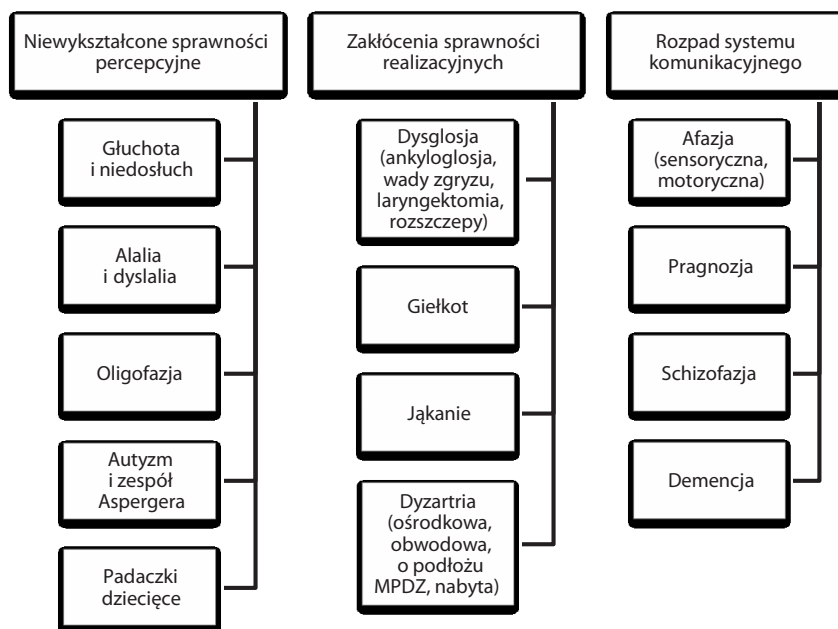 Niewykształcone sprawności
percepcyjne
Głuchota
i niedosłuch
Alalia
i dyslalia
Oligofazja
Autyzm
i zespół
Aspergera
Padaczki
dziecięce
Zakłócenia sprawności
realizacyjnych
Dysglosja
(ankyloglosja,
wady zgryzu,
laryngektomia,
rozszczepy)
Giełkot
Jąkanie
Dyzartria
(ośrodkowa,
obwodowa,
o podłożu
MPDZ, nabyta)
Rozpad systemu
komunikacyjnego
Afazja
(sensoryczna,
motoryczna)
Pragnozja
Schizofazja
Demencja